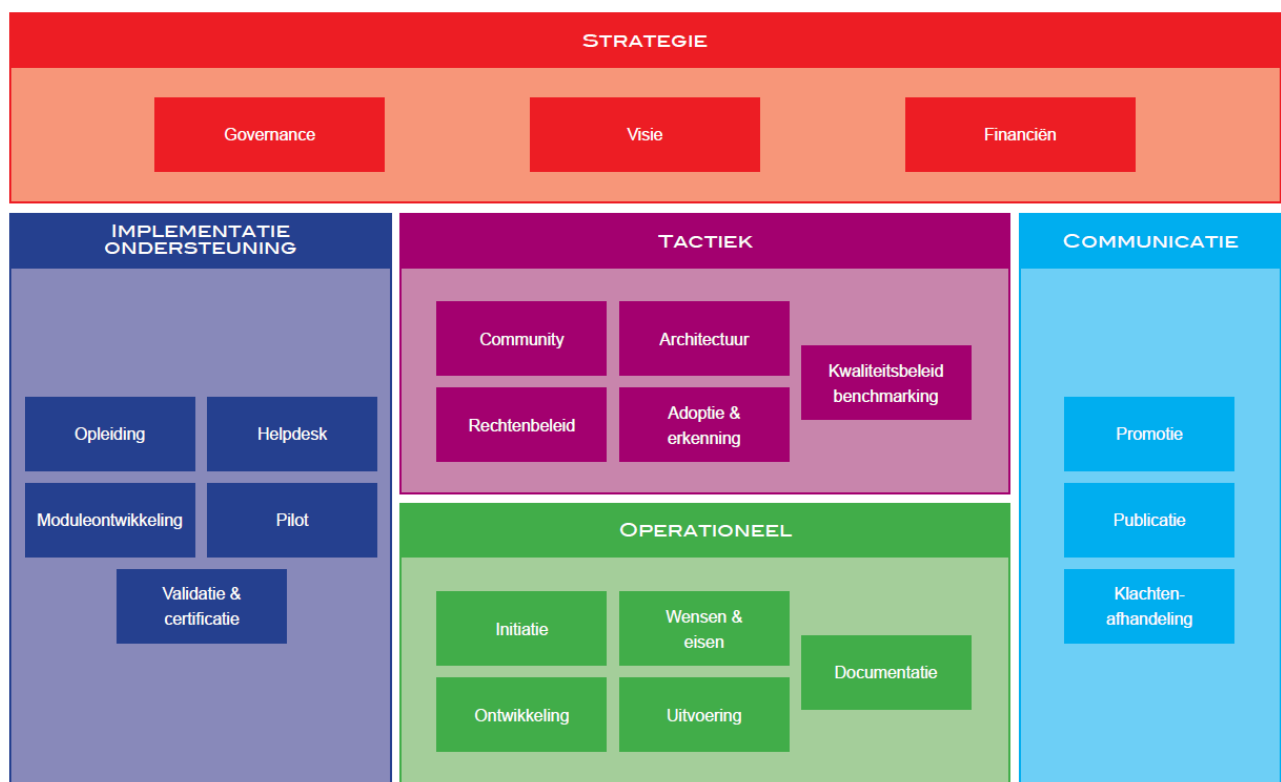 STRATEGIE
Governance
Visie
Financiën
IMPLEMENTATIE
ONDERSTEUNING
Opleiding
Helpdesk
Moduleontwikkeling
Pilot
Validatie &
certificatie
TACTIEK
Community
Architectuur
Rechtenbeleid
Adoptie &
erkenning
Kwaliteitsbeleid
benchmarking
OPERATIONEEL
Initiatie
Wensen &
eisen
Ontwikkeling
Uitvoering
Documentatie
COMMUNICATIE
Promotie
Publicatie
Klachten-
afhandeling